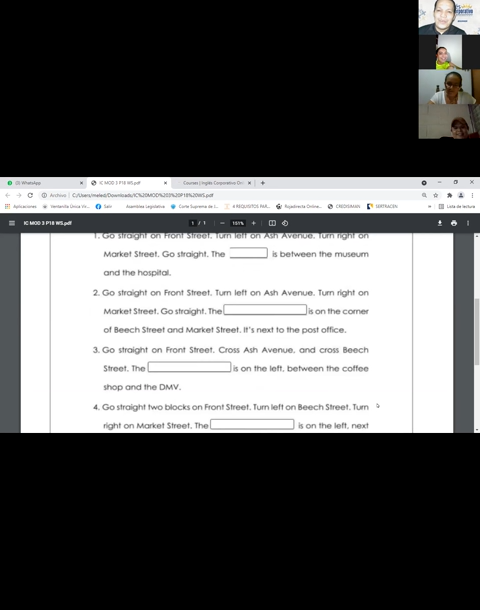 (3) WhatsApp
IC MOD 3 P18 WS.pdf
Courses | Inglés Corporativo On
Archivo
C:/Users/meled/Downloads/IC%20MOD%203%20P18%20WS.pdf
Aplicaciones
Ventanilla Única Vir
Salir
Asamblea Legislativa
Corte Suprema de J
4 REQUISITOS PAR
Rojadirecta Online
CREDISIMAN
SERTRACEN
Lista de lectura
IC MOD 3 P18 WS.pdf
1 / 1
101%
1. Go straight on Front Street. Turn left on Ash Avenue. Turn right on
Market Street. Go straight. The is between the museum
and the hospital.
2. Go straight on Front Street. Turn left on Ash Avenue. Turn right on
Market Street. Go straight. The is on the corner
of Beech Street and Market Street. It's next to the post office.
3. Go straight on Front Street. Cross Ash Avenue, and cross Beech
Street. The is on the left, between the coffee
shop and the DMV.
4. Go straight two blocks on Front Street. Turn left on Beech Street. Turn
right on Market Street. The is on the left, next